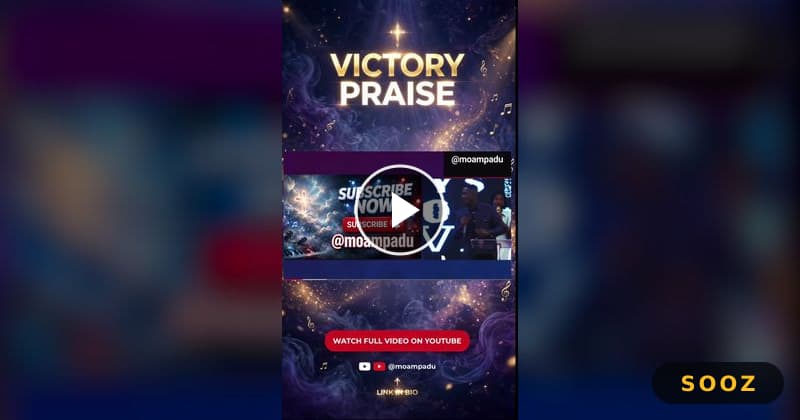 VICTORY
PRAISE
@moampadu
SUBSCRIBE
NOW
SUBSCRIBE
@moampadu
WATCH FULL VIDEO ON YOUTUBE
@moampadu
LINK IN BIO
SOOZ